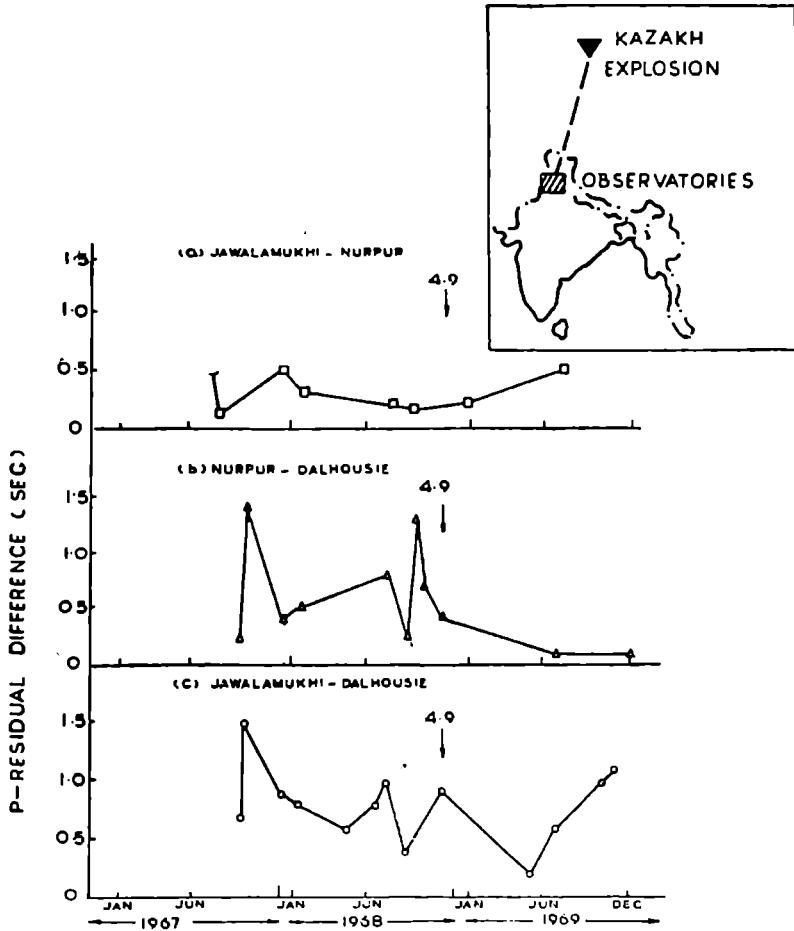 KAZAKH
EXPLOSION
OBSERVATORIES
(a) JAWALAMUKHI - NURPUR
4.9
1.5
1.0
0.5
0
(b) NURPUR - DALHOUSIE
4.9
1.5
1.0
0.5
0
(C) JAWALAMUKHI - DALHOUSIE
4.9
1.5
1.0
0.5
0
P-RESIDUAL DIFFERENCE (SEC)
JAN JUN JAN JUN JAN JUN DEC
1967 1968 1969